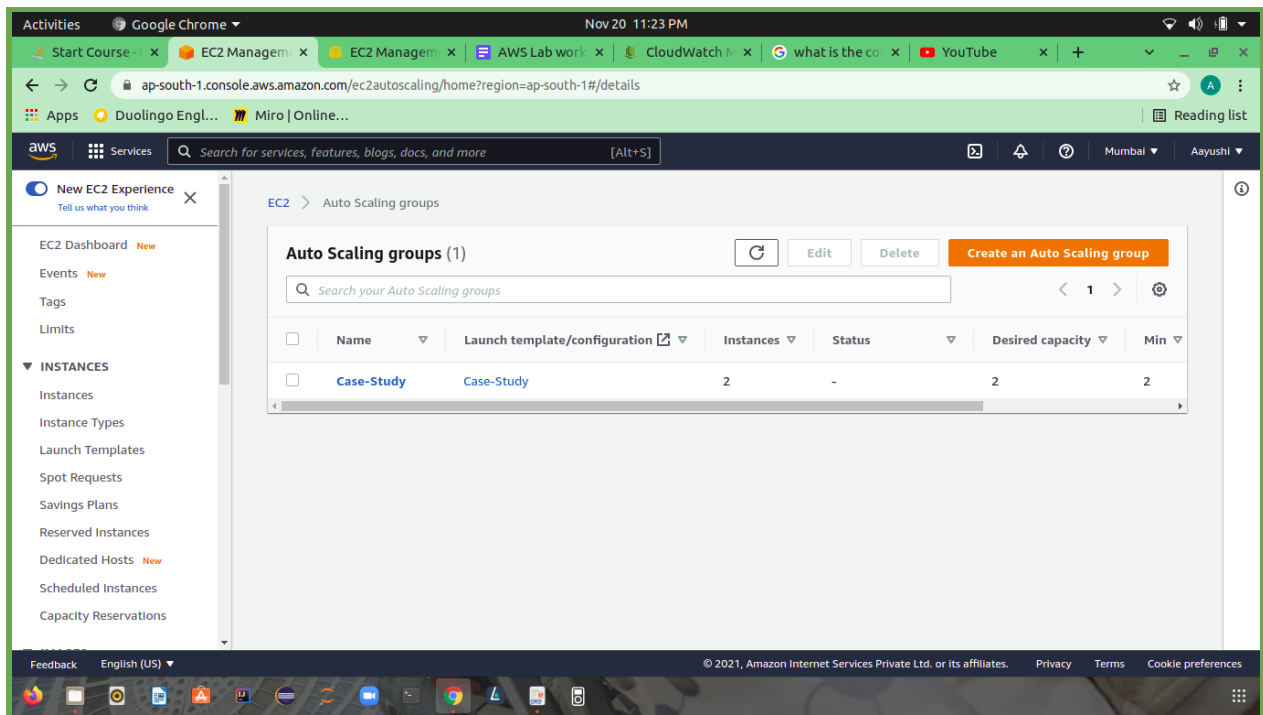 Activities Google Chrome Nov 20 11:23 PM
Start Course - EC2 Managem EC2 Managem AWS Lab work CloudWatch M what is the co YouTube
ap-south-1.console.aws.amazon.com/ec2autoscaling/home?region=ap-south-1#/details A
Apps Duolingo Engl... Miro | Online... Reading list
aws Services Search for services, features, blogs, docs, and more [Alt+S] Mumbai Aayushi
New EC2 Experience
Tell us what you think
EC2 > Auto Scaling groups
EC2 Dashboard New
Events New
Tags
Limits
INSTANCES
Instances
Instance Types
Launch Templates
Spot Requests
Savings Plans
Reserved Instances
Dedicated Hosts New
Scheduled Instances
Capacity Reservations
Auto Scaling groups (1) Edit Delete Create an Auto Scaling group
Search your Auto Scaling groups < 1 >
Name Launch template/configuration Instances Status Desired capacity Min
Case-Study Case-Study 2 - 2 2
Feedback English (US) © 2021, Amazon Internet Services Private Ltd. or its affiliates. Privacy Terms Cookie preferences